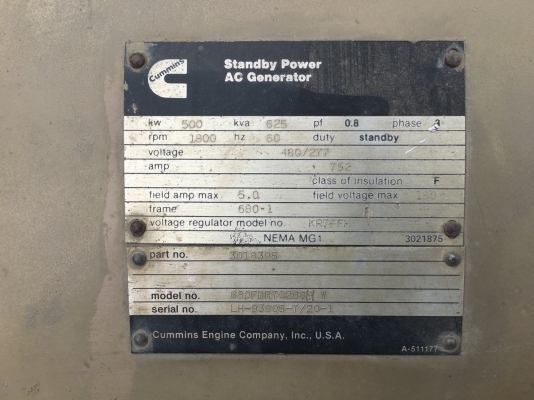 Cummins
Standby Power
AC Generator
kw 500 kva 625 pf 0.8 phase 3
rpm 1800 hz 60 duty standby
voltage 480/277
amp 752
class of insulation F
field amp max 5.0 field voltage max
frame 680-1
voltage regulator model no.
NEMA MG1 3021875
part no. 3018395
model no.
serial no.
Cummins Engine Company, Inc., U.S.A.
A-511177